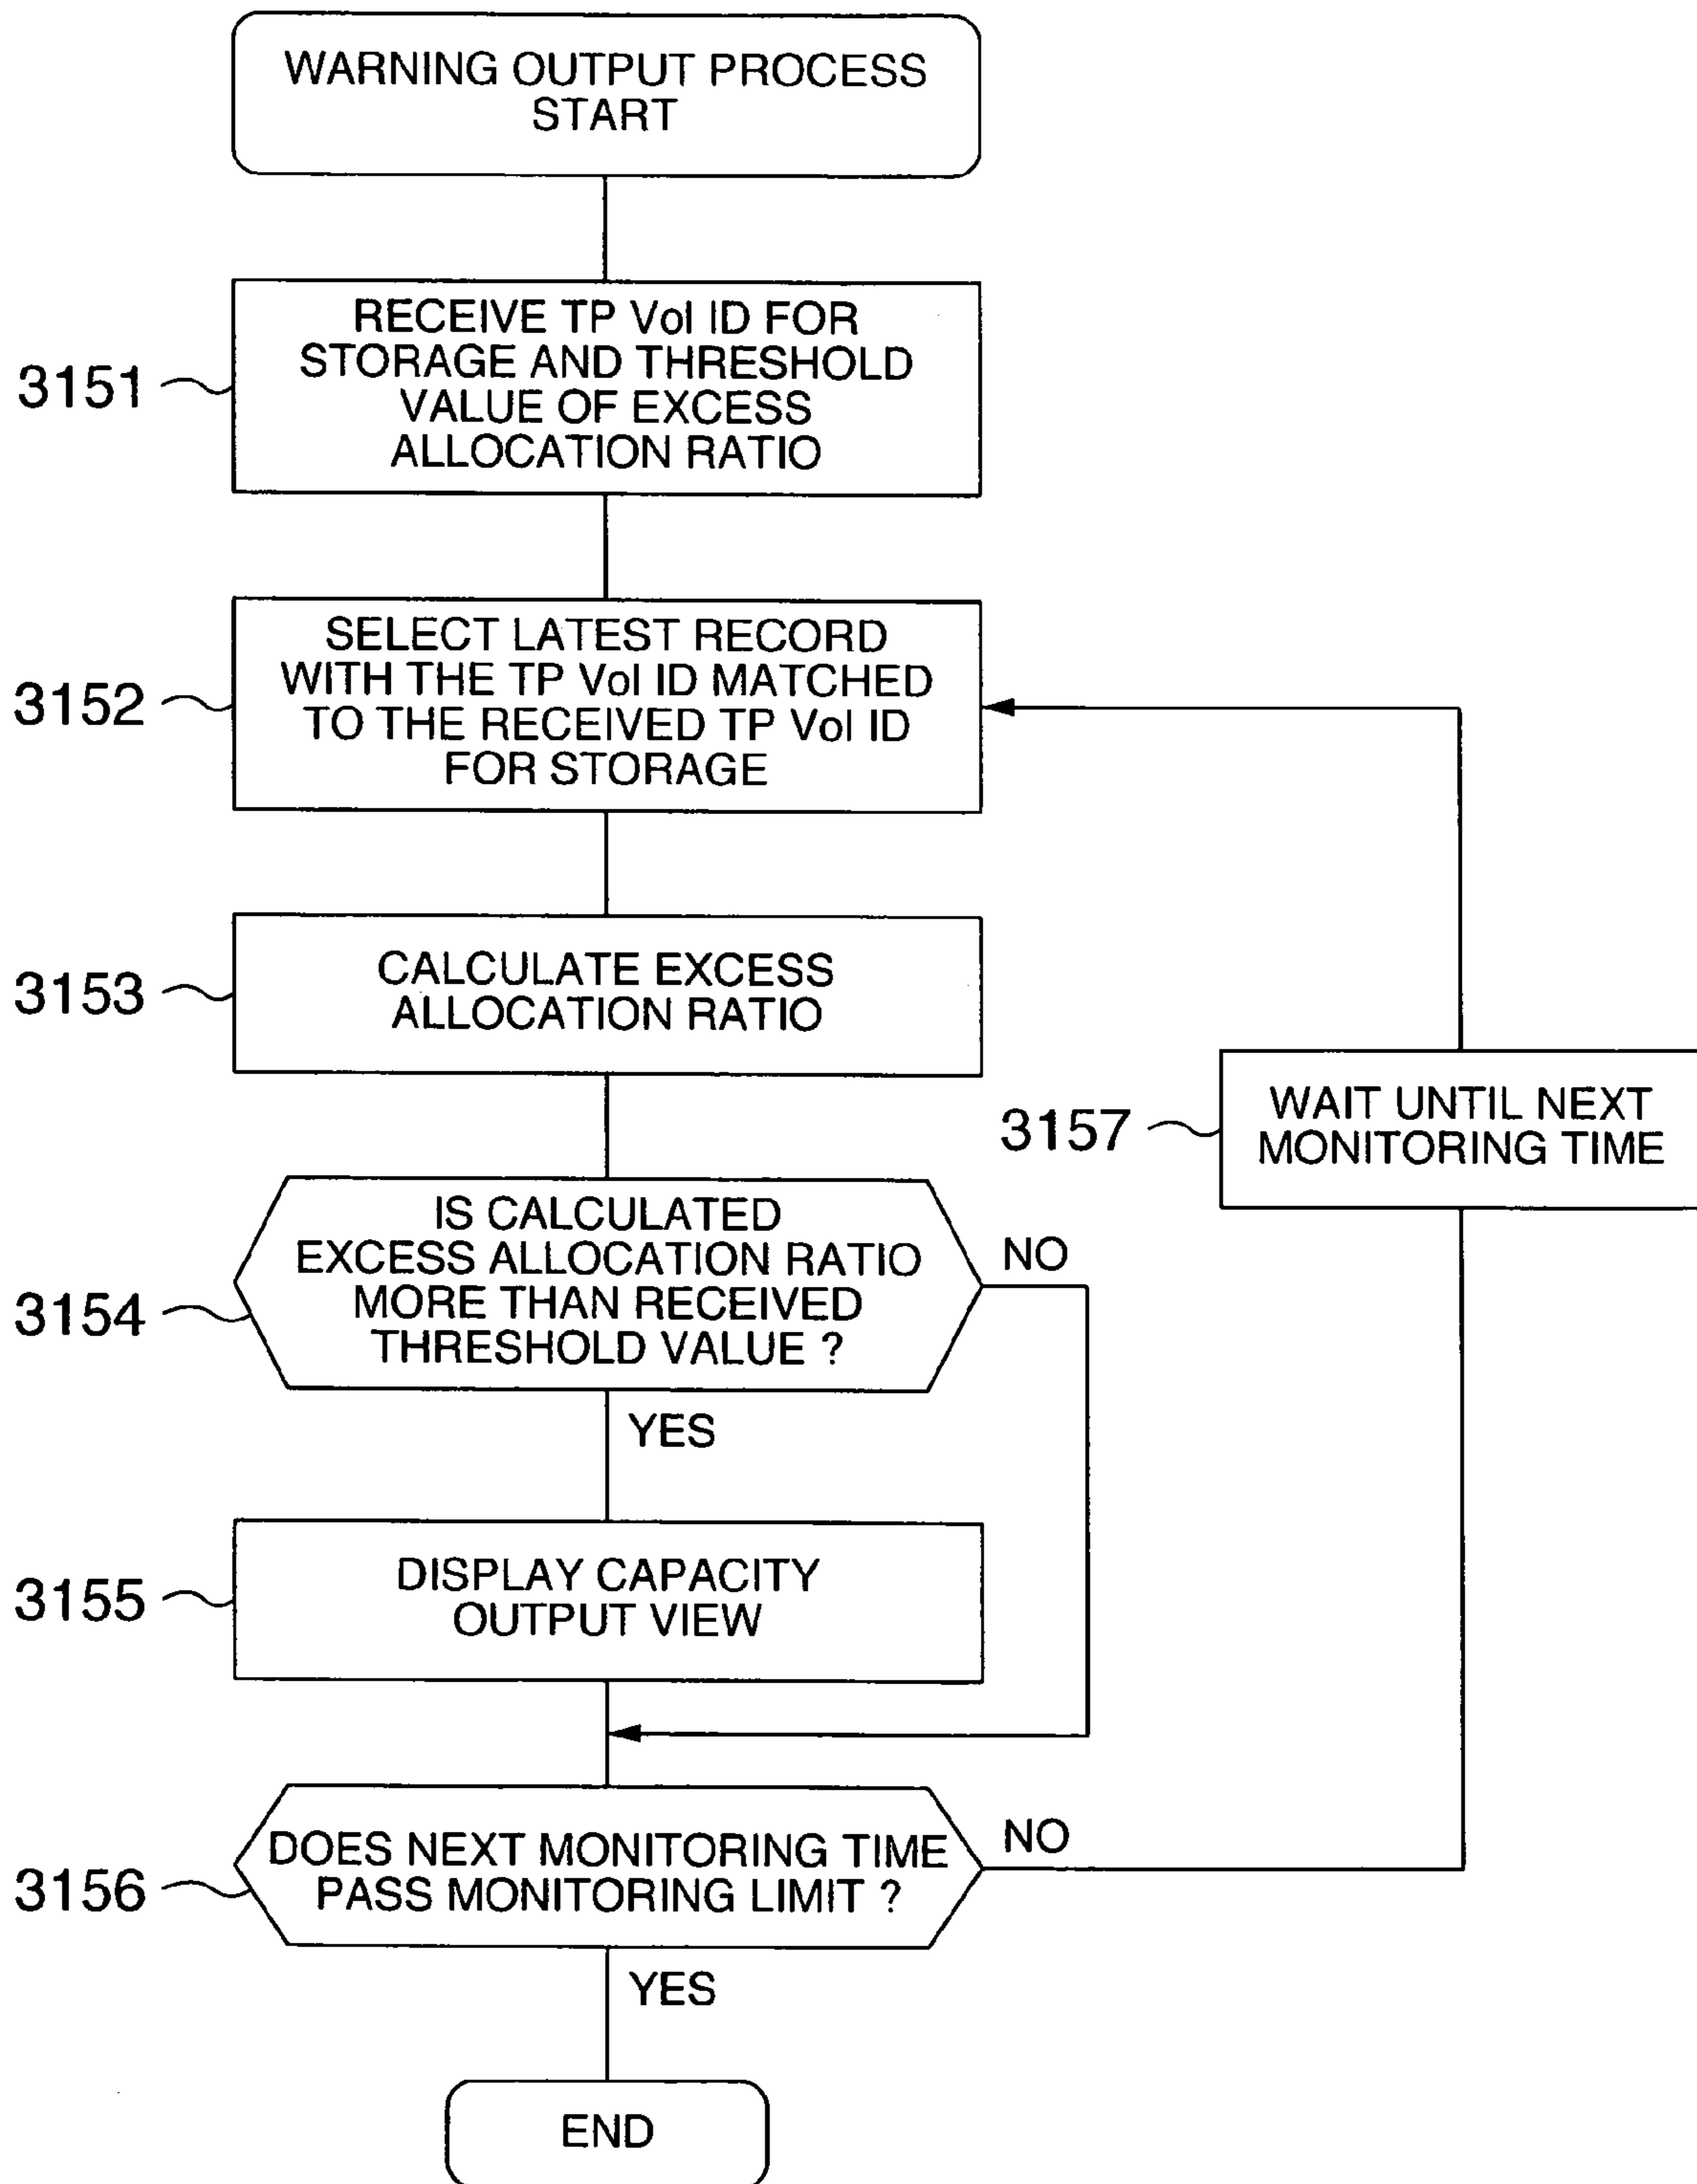 WARNING OUTPUT PROCESS
START
3151
RECEIVE TP Vol ID FOR
STORAGE AND THRESHOLD
VALUE OF EXCESS
ALLOCATION RATIO
3152
SELECT LATEST RECORD
WITH THE TP Vol ID MATCHED
TO THE RECEIVED TP Vol ID
FOR STORAGE
3153
CALCULATE EXCESS
ALLOCATION RATIO
3157
WAIT UNTIL NEXT
MONITORING TIME
3154
IS CALCULATED
EXCESS ALLOCATION RATIO
MORE THAN RECEIVED
THRESHOLD VALUE ?
NO
YES
3155
DISPLAY CAPACITY
OUTPUT VIEW
3156
DOES NEXT MONITORING TIME
PASS MONITORING LIMIT ?
NO
YES
END